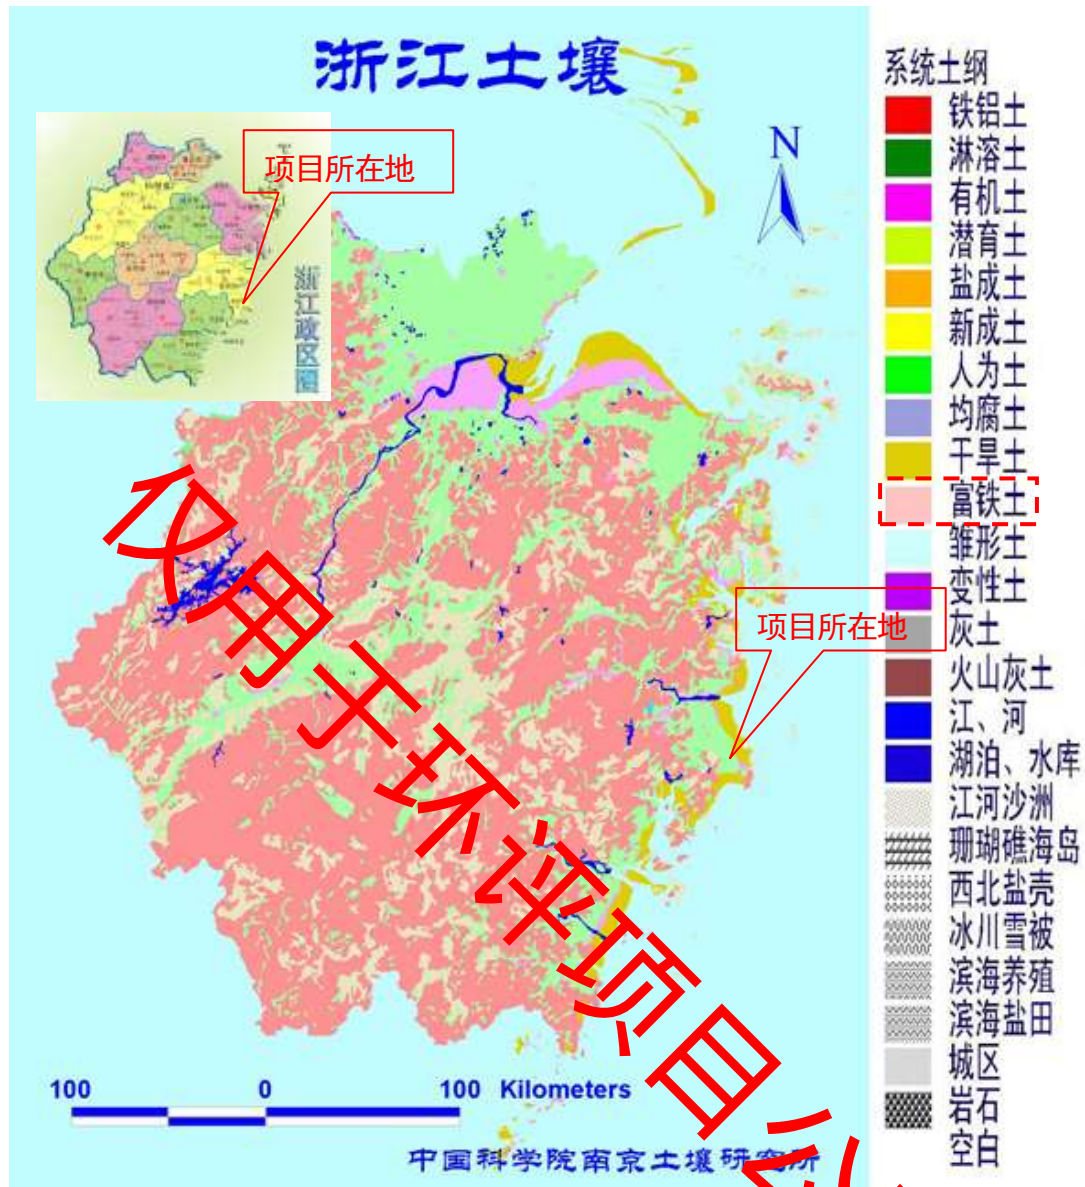 浙江土壤
N
项目所在地
浙江政区图
项目所在地
系统土纲
铁铝土
淋溶土
有机土
潜育土
盐成土
新成土
人为土
均腐土
干旱土
富铁土
雏形土
变性土
灰土
火山灰土
江、河
湖泊、水库
江河沙洲
珊瑚礁海岛
西北盐壳
冰川雪被
滨海养殖
滨海盐田
城区
岩石
空白
100 0 100 Kilometers
中国科学院南京土壤研究所
仅用于环评项目公